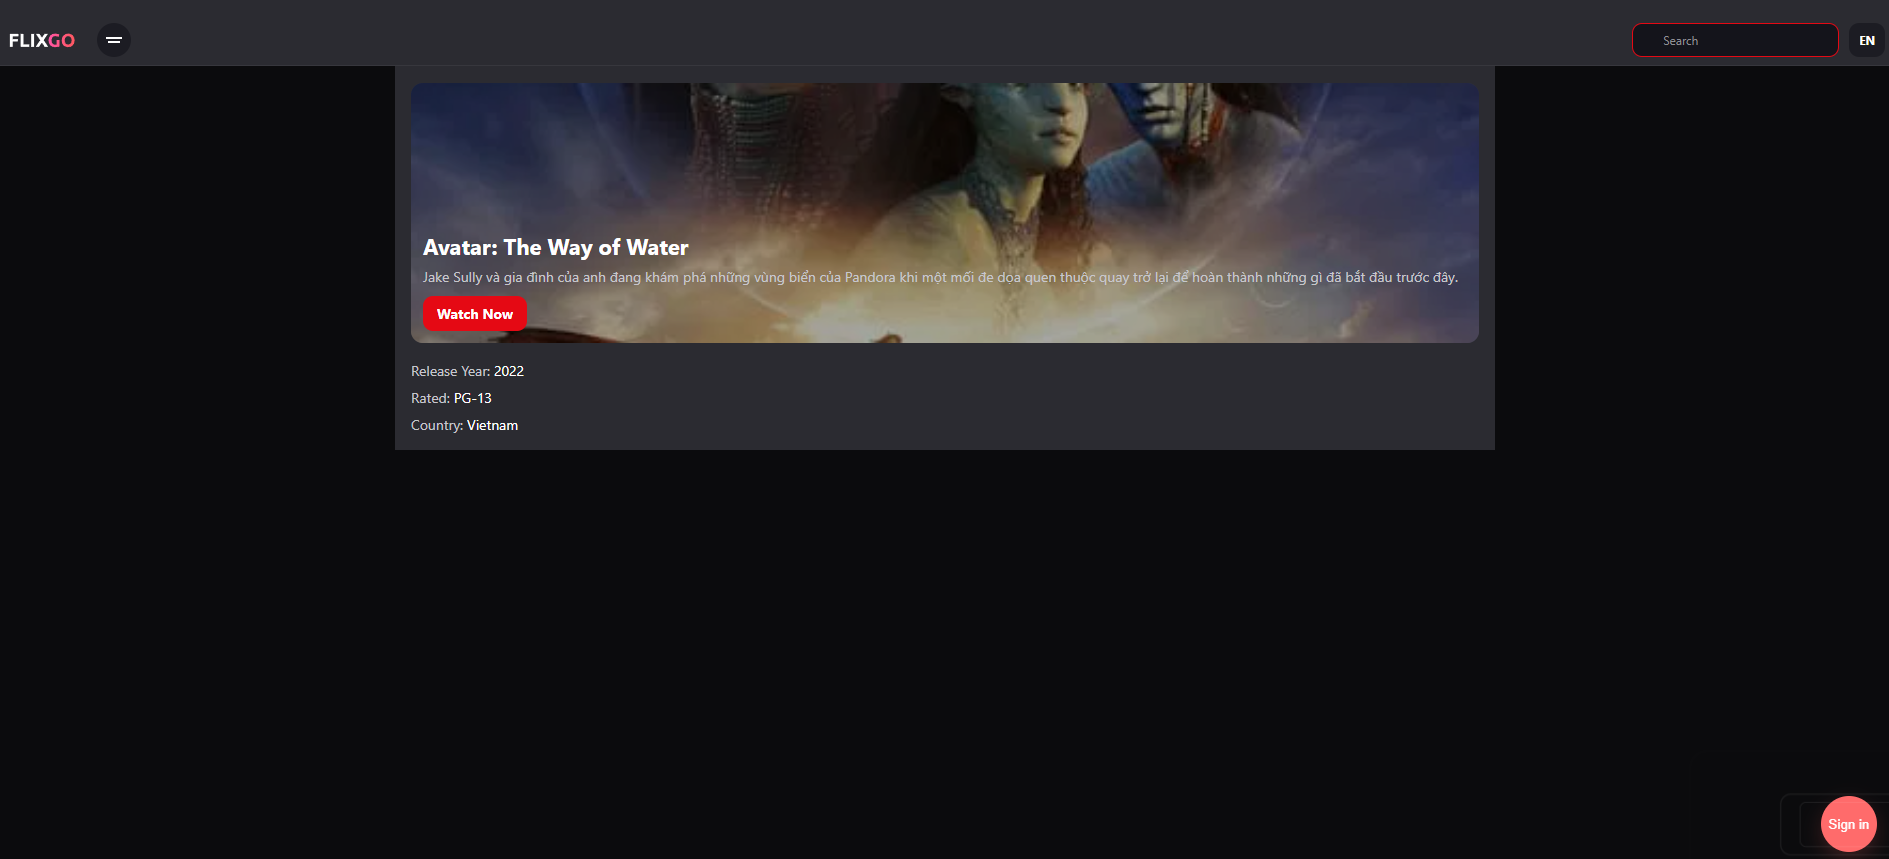 FLIXGO
Search
EN
Avatar: The Way of Water
Jake Sully và gia đình của anh đang khám phá những vùng biển của Pandora khi một mối đe dọa quen thuộc quay trở lại để hoàn thành những gì đã bắt đầu trước đây.
Watch Now
Release Year: 2022
Rated: PG-13
Country: Vietnam
Sign in